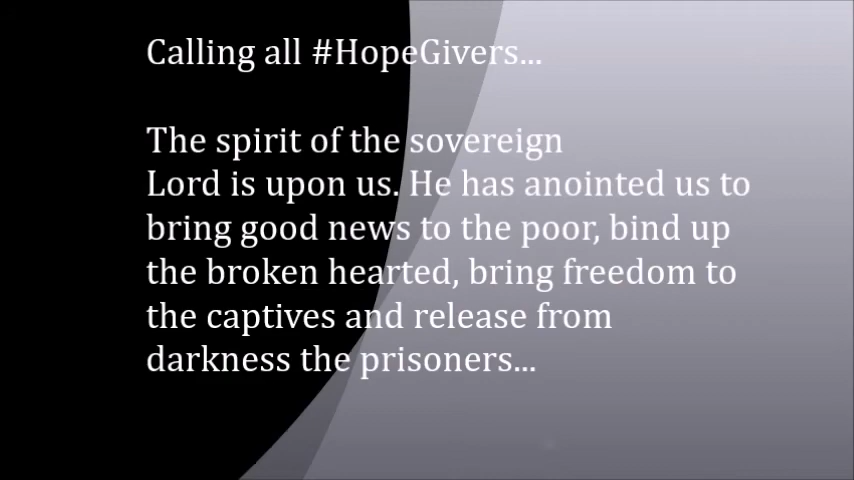 Calling all #HopeGivers...
The spirit of the sovereign
Lord is upon us. He has anointed us to
bring good news to the poor, bind up
the broken hearted, bring freedom to
the captives and release from
darkness the prisoners...